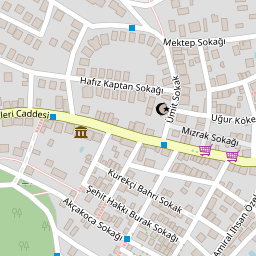 Mektep Sokağı
Hafız Kaptan Sokağı
Ümit Sokak
Uğur Köke
leri Caddesi
Mızrak Sokağı
Kurekçi Bahri Sokak
Şehit Hakkı Burak Sokağı
Akçakoca Sokağı
Amiral İhsan Özel